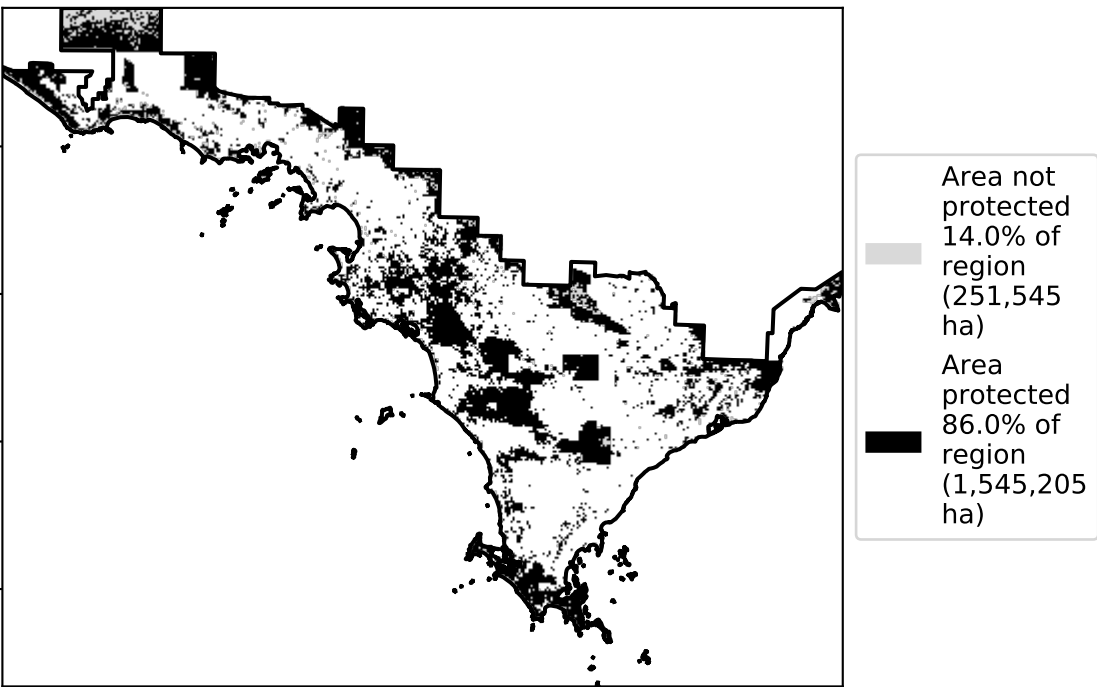 Area not
protected
14.0% of
region
(251,545
ha)
Area
protected
86.0% of
region
(1,545,205
ha)